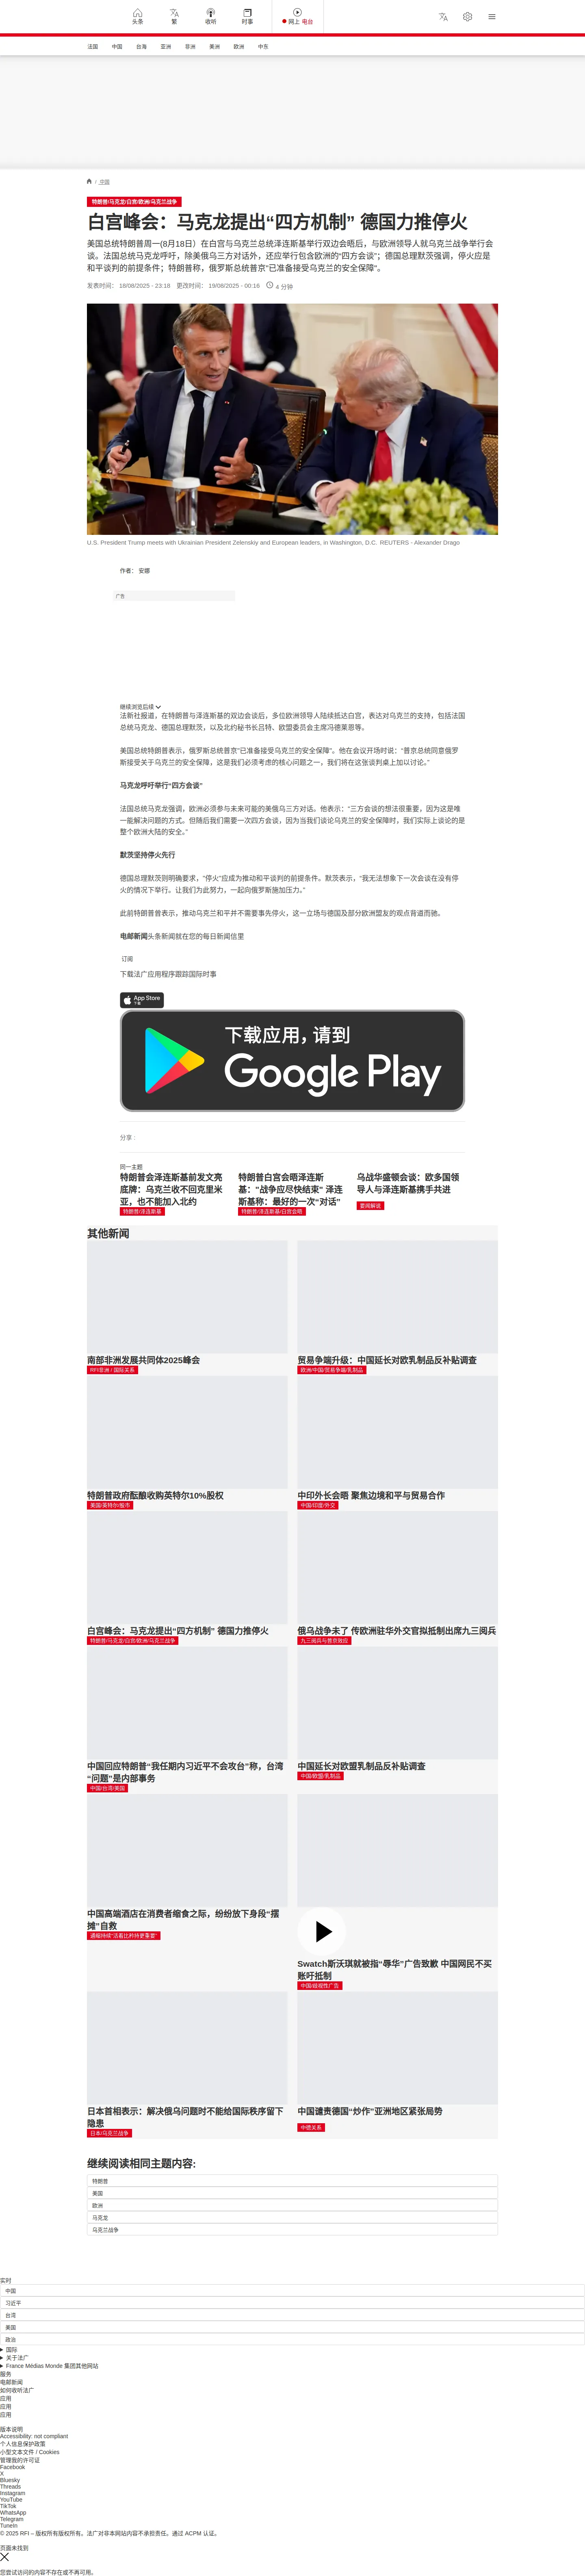 头条
繁
收听
时事
网上 电台
法国
中国
台海
亚洲
非洲
美洲
欧洲
中东
/ 中國
特朗普/马克龙/白宫/欧洲/乌克兰战争
白宫峰会：马克龙提出“四方机制” 德国力推停火
美国总统特朗普周一(8月18日）在白宫与乌克兰总统泽连斯基举行双边会晤后，与欧洲领导人就乌克兰战争举行会
谈。法国总统马克龙呼吁，除美俄乌三方对话外，还应举行包含欧洲的“四方会谈”；德国总理默茨强调，停火应是
和平谈判的前提条件；特朗普称，俄罗斯总统普京“已准备接受乌克兰的安全保障”。
发表时间： 18/08/2025 - 23:18 更改时间： 19/08/2025 - 00:16 4 分钟
U.S. President Trump meets with Ukrainian President Zelenskiy and European leaders, in Washington, D.C. REUTERS - Alexander Drago
作者： 安娜
广告
继续浏览后续
法新社报道，在特朗普与泽连斯基的双边会谈后，多位欧洲领导人陆续抵达白宫，表达对乌克兰的支持，包括法国
总统马克龙、德国总理默茨，以及北约秘书长吕特、欧盟委员会主席冯德莱恩等。
美国总统特朗普表示，俄罗斯总统普京“已准备接受乌克兰的安全保障”。他在会议开场时说：“普京总统同意俄罗
斯接受关于乌克兰的安全保障，这是我们必须考虑的核心问题之一，我们将在这张谈判桌上加以讨论。”
马克龙呼吁举行“四方会谈”
法国总统马克龙强调，欧洲必须参与未来可能的美俄乌三方对话。他表示：“三方会谈的想法很重要，因为这是唯
一能解决问题的方式。但随后我们需要一次四方会谈，因为当我们谈论乌克兰的安全保障时，我们实际上谈论的是
整个欧洲大陆的安全。”
默茨坚持停火先行
德国总理默茨则明确要求，"停火"应成为推动和平谈判的前提条件。默茨表示，“我无法想象下一次会谈在没有停
火的情况下举行。让我们为此努力，一起向俄罗斯施加压力。”
此前特朗普曾表示，推动乌克兰和平并不需要事先停火，这一立场与德国及部分欧洲盟友的观点背道而驰。
电邮新闻头条新闻就在您的每日新闻信里
订阅
下载法广应用程序跟踪国际时事
App Store
下载
下载应用，请到
Google Play
分享 :
同一主题
特朗普会泽连斯基前发文亮
底牌：乌克兰收不回克里米
亚，也不能加入北约
特朗普/泽连斯基
特朗普白宫会晤泽连斯
基："战争应尽快结束" 泽连
斯基称：最好的一次“对话”
特朗普/泽连斯基/白宫会晤
乌战华盛顿会谈：欧多国领
导人与泽连斯基携手共进
要闻解说
其他新闻
南部非洲发展共同体2025峰会
RFI非洲 / 国际关系
贸易争端升级：中国延长对欧乳制品反补贴调查
欧洲/中国/贸易争端/乳制品
特朗普政府酝酿收购英特尔10%股权
美国/英特尔/股市
中印外长会晤 聚焦边境和平与贸易合作
中国/印度/外交
白宫峰会：马克龙提出“四方机制” 德国力推停火
特朗普/马克龙/白宫/欧洲/乌克兰战争
俄乌战争未了 传欧洲驻华外交官拟抵制出席九三阅兵
九三阅兵与普京效应
中国回应特朗普“我任期内习近平不会攻台”称，台湾
“问题”是内部事务
中国/台湾/美国
中国延长对欧盟乳制品反补贴调查
中国/欧盟/乳制品
中国高端酒店在消费者缩食之际，纷纷放下身段“摆
摊”自救
通缩持续“活着比矜持更重要”
Swatch斯沃琪就被指“辱华”广告致歉 中国网民不买
账吁抵制
中国/歧视性广告
日本首相表示：解决俄乌问题时不能给国际秩序留下
隐患
日本/乌克兰战争
中国谴责德国“炒作”亚洲地区紧张局势
中德关系
继续阅读相同主题内容:
特朗普
美国
欧洲
马克龙
乌克兰战争
实时
中国
习近平
台湾
美国
政治
国际
关于法广
France Médias Monde 集团其他网站
服务
电邮新闻
如何收听法广
应用
应用
应用
版本说明
Accessibility: not compliant
个人信息保护政策
小型文本文件 / Cookies
管理我的许可证
Facebook
X
Bluesky
Threads
Instagram
YouTube
TikTok
WhatsApp
Telegram
TuneIn
© 2025 RFI – 版权所有版权所有。法广对非本网站内容不承担责任。通过 ACPM 认证。
页面未找到
您尝试访问的内容不存在或不再可用。